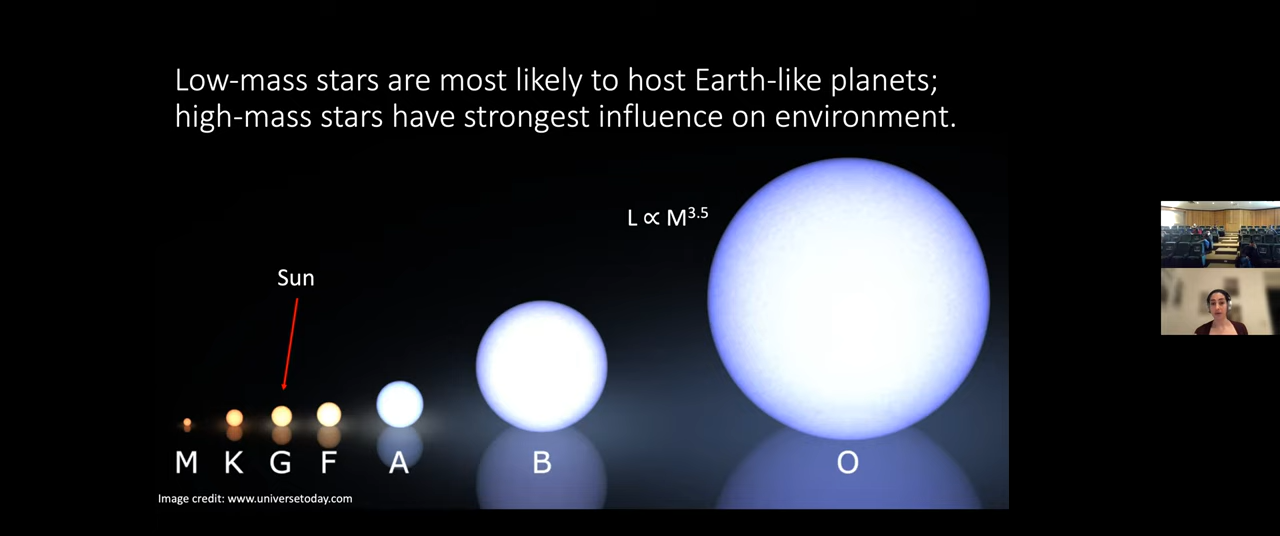 Low-mass stars are most likely to host Earth-like planets;
high-mass stars have strongest influence on environment.
L ∝ M³·⁵
Sun
M K G F A B O
Image credit: www.universetoday.com